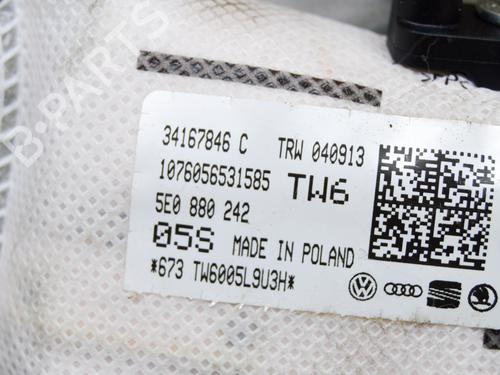 B-PARTS
34167846 C TRW 040913
1076056531585 TW6
5E0 880 242
05S MADE IN POLAND
*673 TW6005L9U3H*